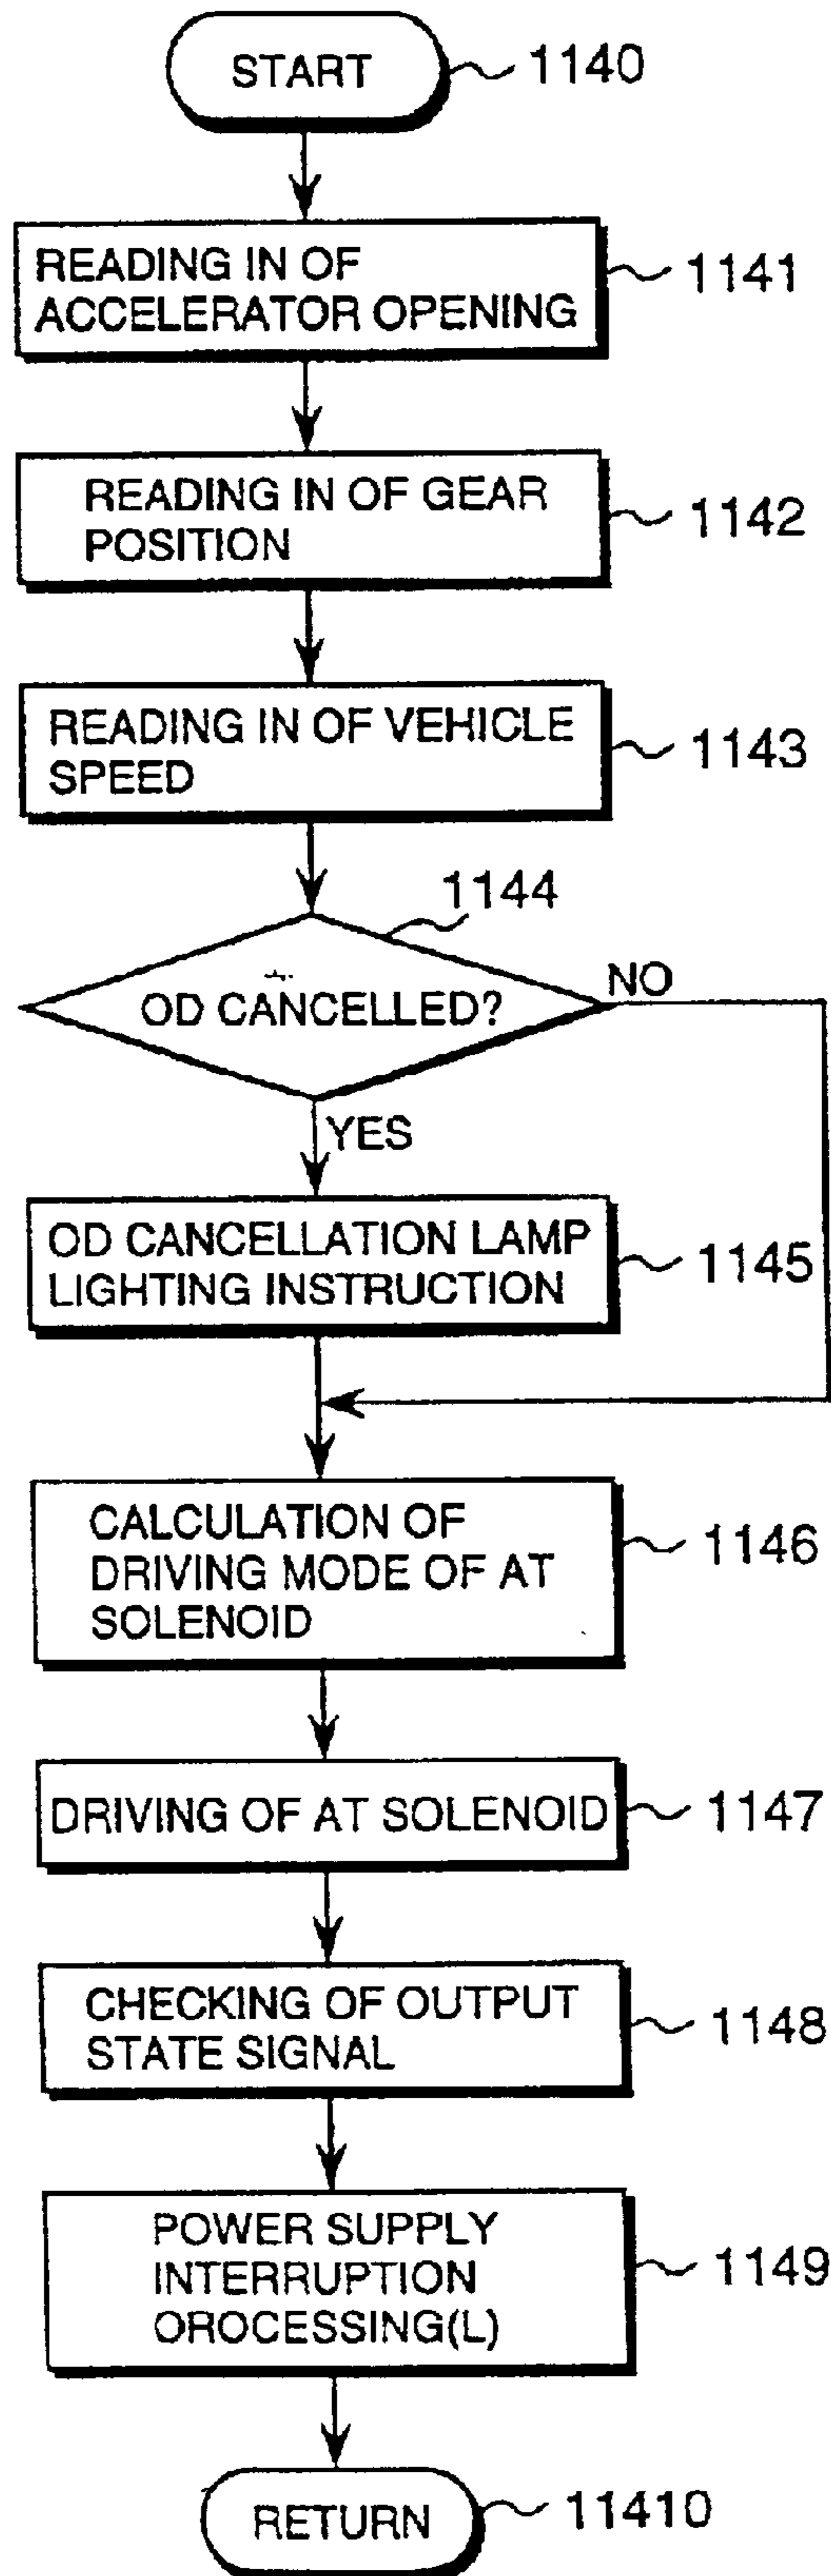 START
1140
READING IN OF
ACCELERATOR OPENING
1141
READING IN OF GEAR
POSITION
1142
READING IN OF VEHICLE
SPEED
1143
1144
OD CANCELLED?
NO
YES
OD CANCELLATION LAMP
LIGHTING INSTRUCTION
1145
CALCULATION OF
DRIVING MODE OF AT
SOLENOID
1146
DRIVING OF AT SOLENOID
1147
CHECKING OF OUTPUT
STATE SIGNAL
1148
POWER SUPPLY
INTERRUPTION
OROCESSING(L)
1149
RETURN
11410